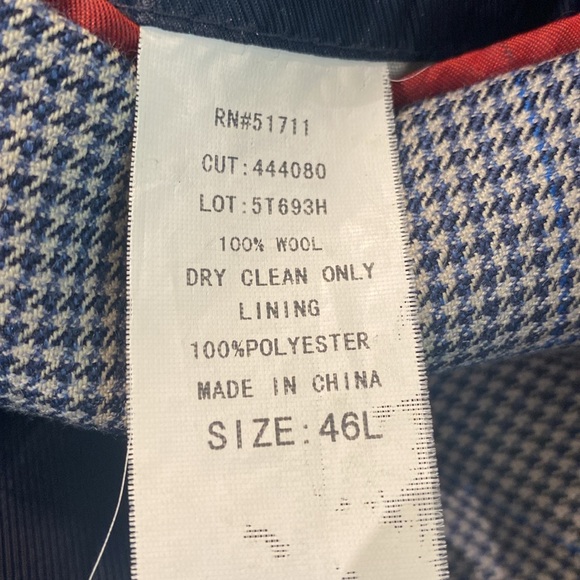 RN#51711
CUT:444080
LOT:5T693H
100% WOOL
DRY CLEAN ONLY
LINING
100%POLYESTER
MADE IN CHINA
SIZE:46L